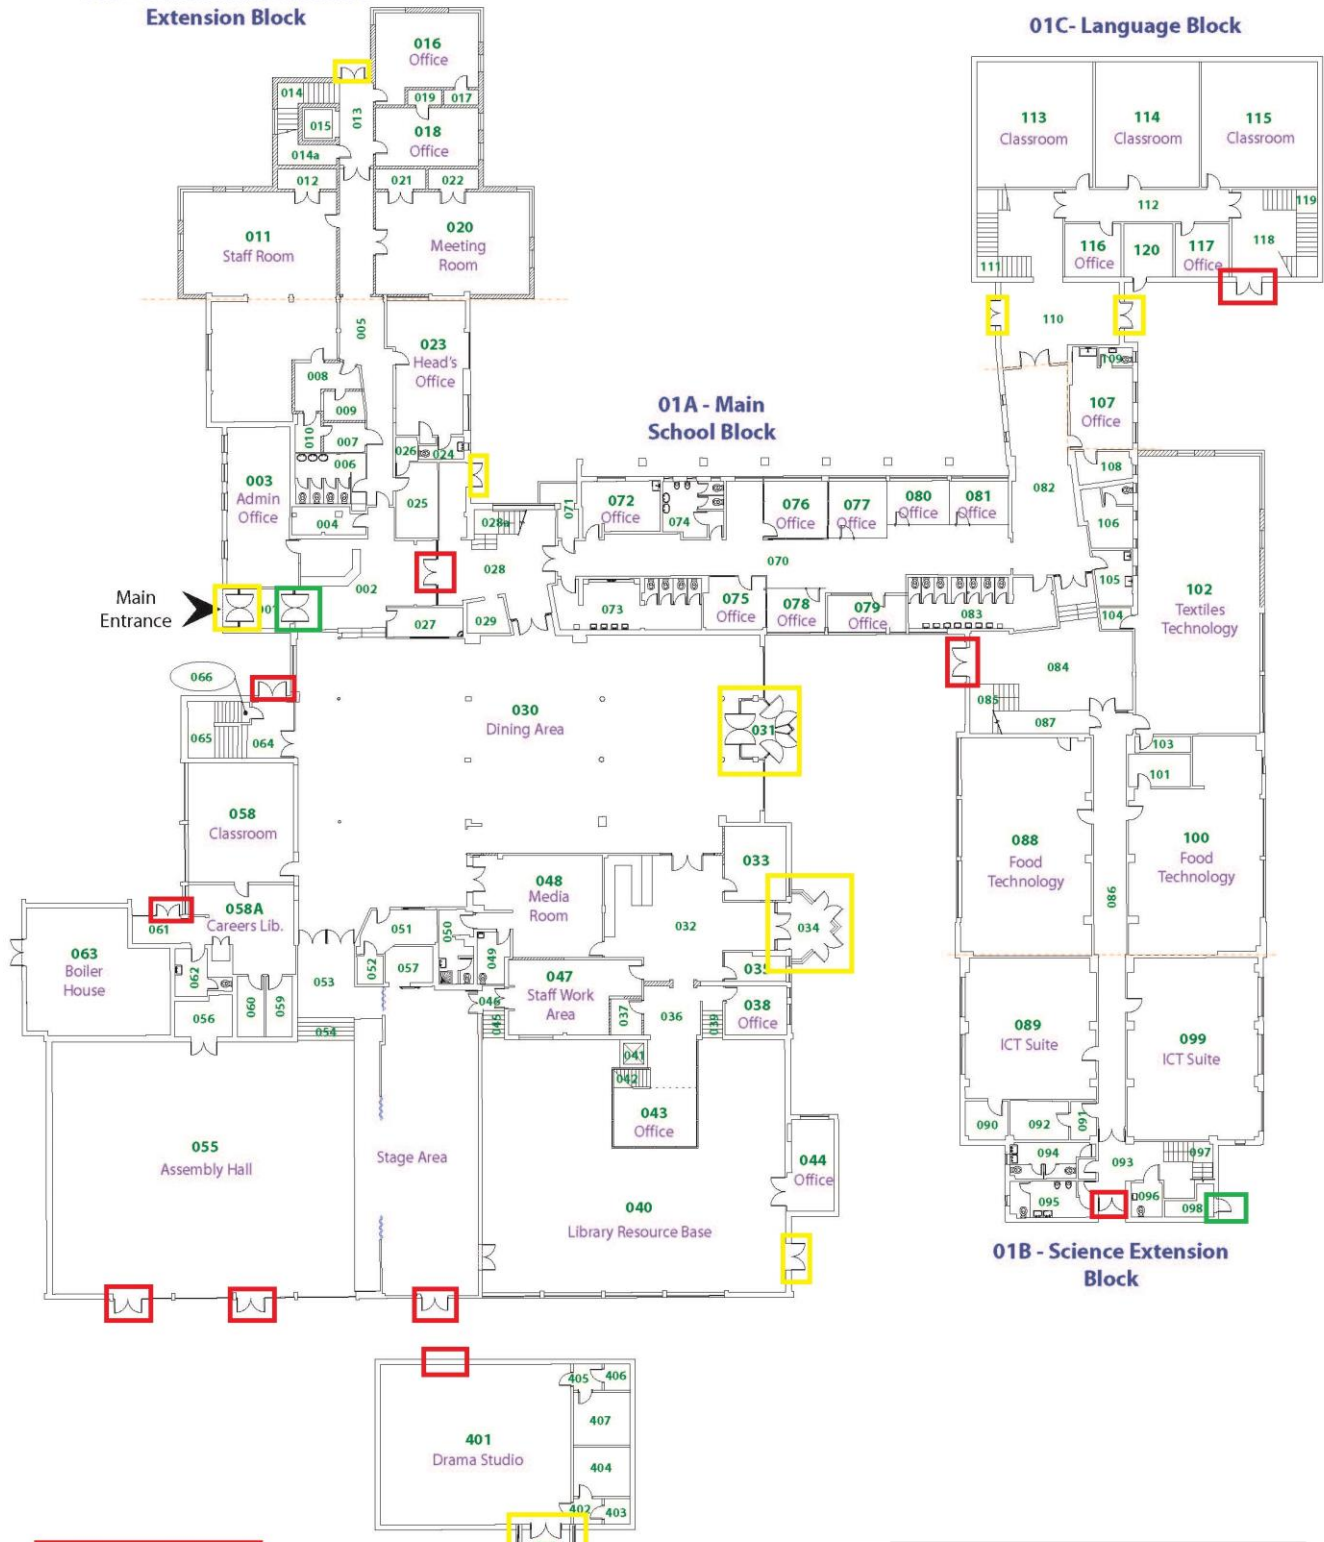 Extension Block
01C- Language Block
016
Office
014
019
017
015
013
018
Office
014a
012
021
022
011
Staff Room
020
Meeting
Room
113
Classroom
114
Classroom
115
Classroom
112
119
116
Office
120
117
Office
118
111
110
005
023
Head's
Office
008
009
010
007
026
024
006
003
Admin
Office
004
025
109
107
Office
01A - Main
School Block
108
082
106
071
072
Office
074
076
Office
077
Office
080
Office
081
Office
028a
028
070
002
Main
Entrance
027
029
073
075
Office
078
Office
079
Office
083
105
104
102
Textiles
Technology
066
065
064
030
Dining Area
031
084
085
087
103
101
058
Classroom
088
Food
Technology
100
Food
Technology
086
033
048
Media
Room
032
034
058A
Careers Lib.
061
063
Boiler
House
062
051
050
049
052
057
053
035
047
Staff Work
Area
046
045
037
036
039
038
Office
056
060
059
054
041
042
043
Office
089
ICT Suite
099
ICT Suite
090
092
091
094
093
097
095
096
098
055
Assembly Hall
Stage Area
044
Office
040
Library Resource Base
01B - Science Extension
Block
405
406
407
401
Drama Studio
404
402
403